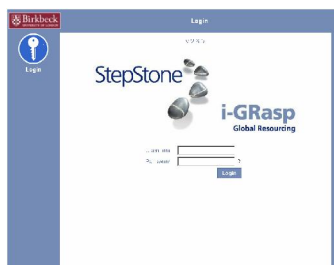 Birkbeck
Login
Login
StepStone
i-GRasp
Global Resourcing
Login